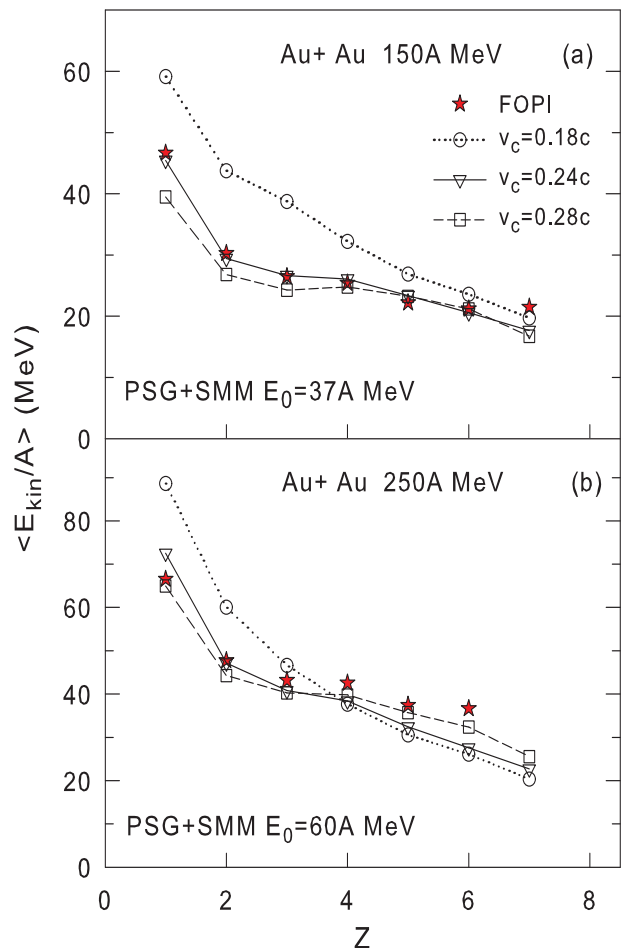 Au+ Au 150A MeV (a)
FOPI
v_c=0.18c
v_c=0.24c
v_c=0.28c
60
40
20
0
PSG+SMM E_0=37A MeV
<E_kin/A> (MeV)
Au+ Au 250A MeV (b)
80
60
40
20
0
PSG+SMM E_0=60A MeV
0 2 4 6 8
Z